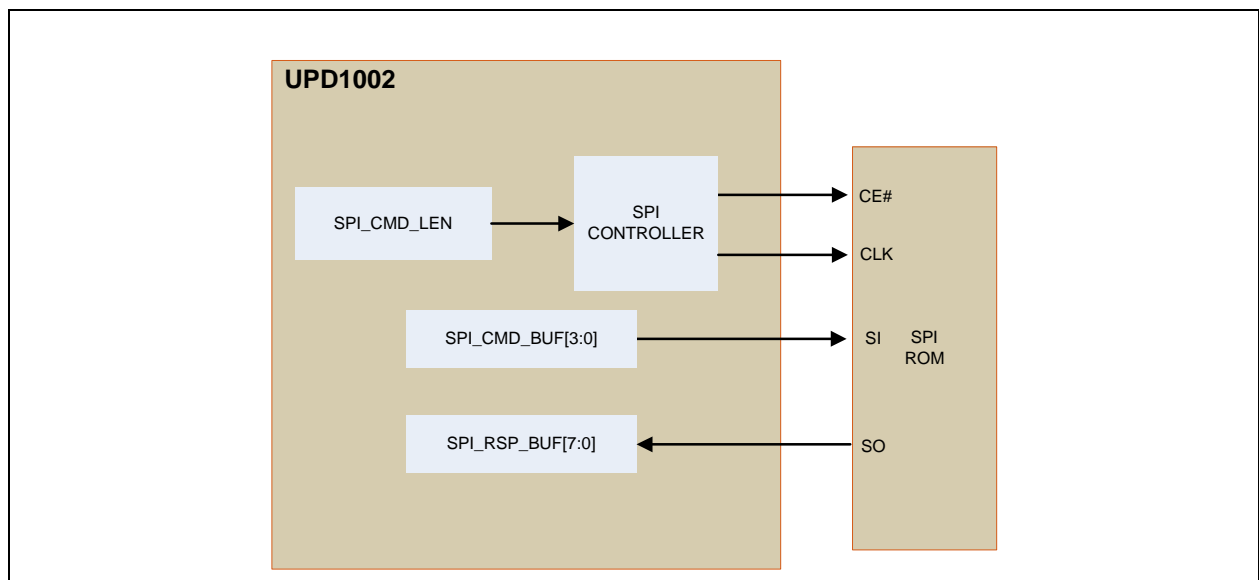 UPD1002
SPI_CMD_LEN
SPI
CONTROLLER
CE#
CLK
SPI_CMD_BUF[3:0]
SI
SPI
ROM
SPI_RSP_BUF[7:0]
SO